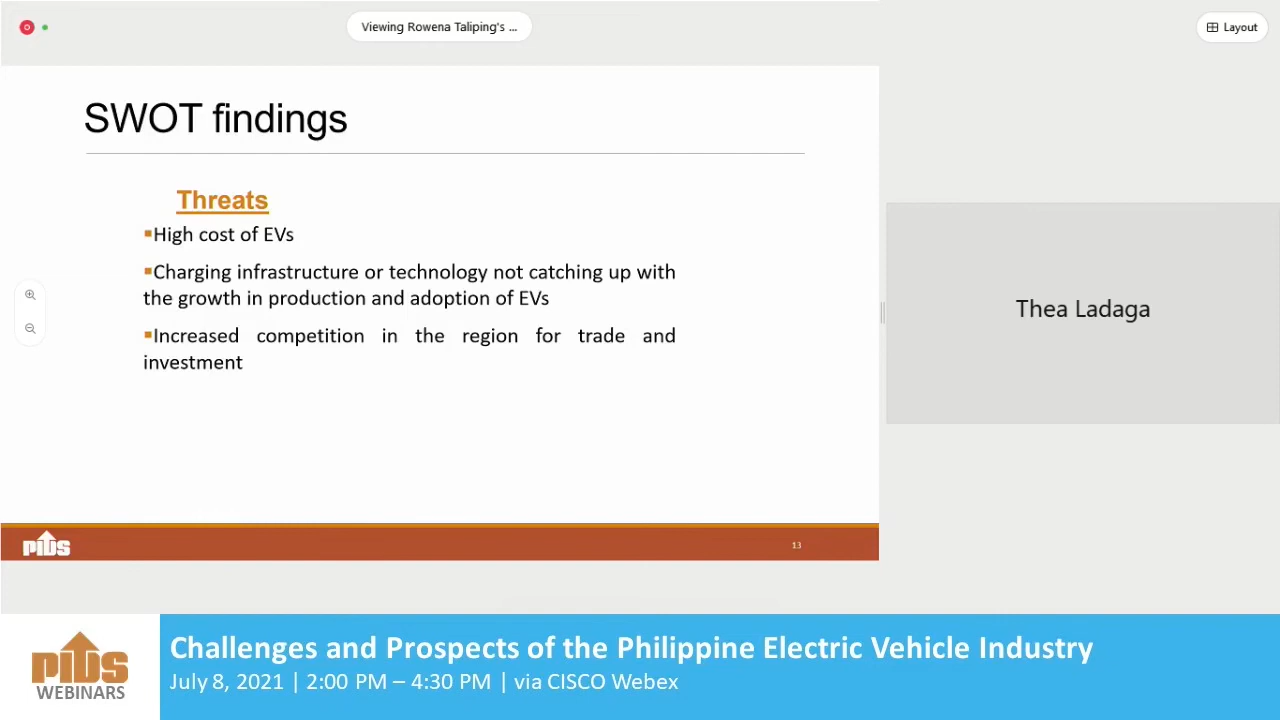 Viewing Rowena Taliping's ...
Layout
SWOT findings
Threats
▪High cost of EVs
▪Charging infrastructure or technology not catching up with
the growth in production and adoption of EVs
▪Increased competition in the region for trade and
investment
Thea Ladaga
PIDS
13
PIDS
WEBINARS
Challenges and Prospects of the Philippine Electric Vehicle Industry
July 8, 2021 | 2:00 PM – 4:30 PM | via CISCO Webex